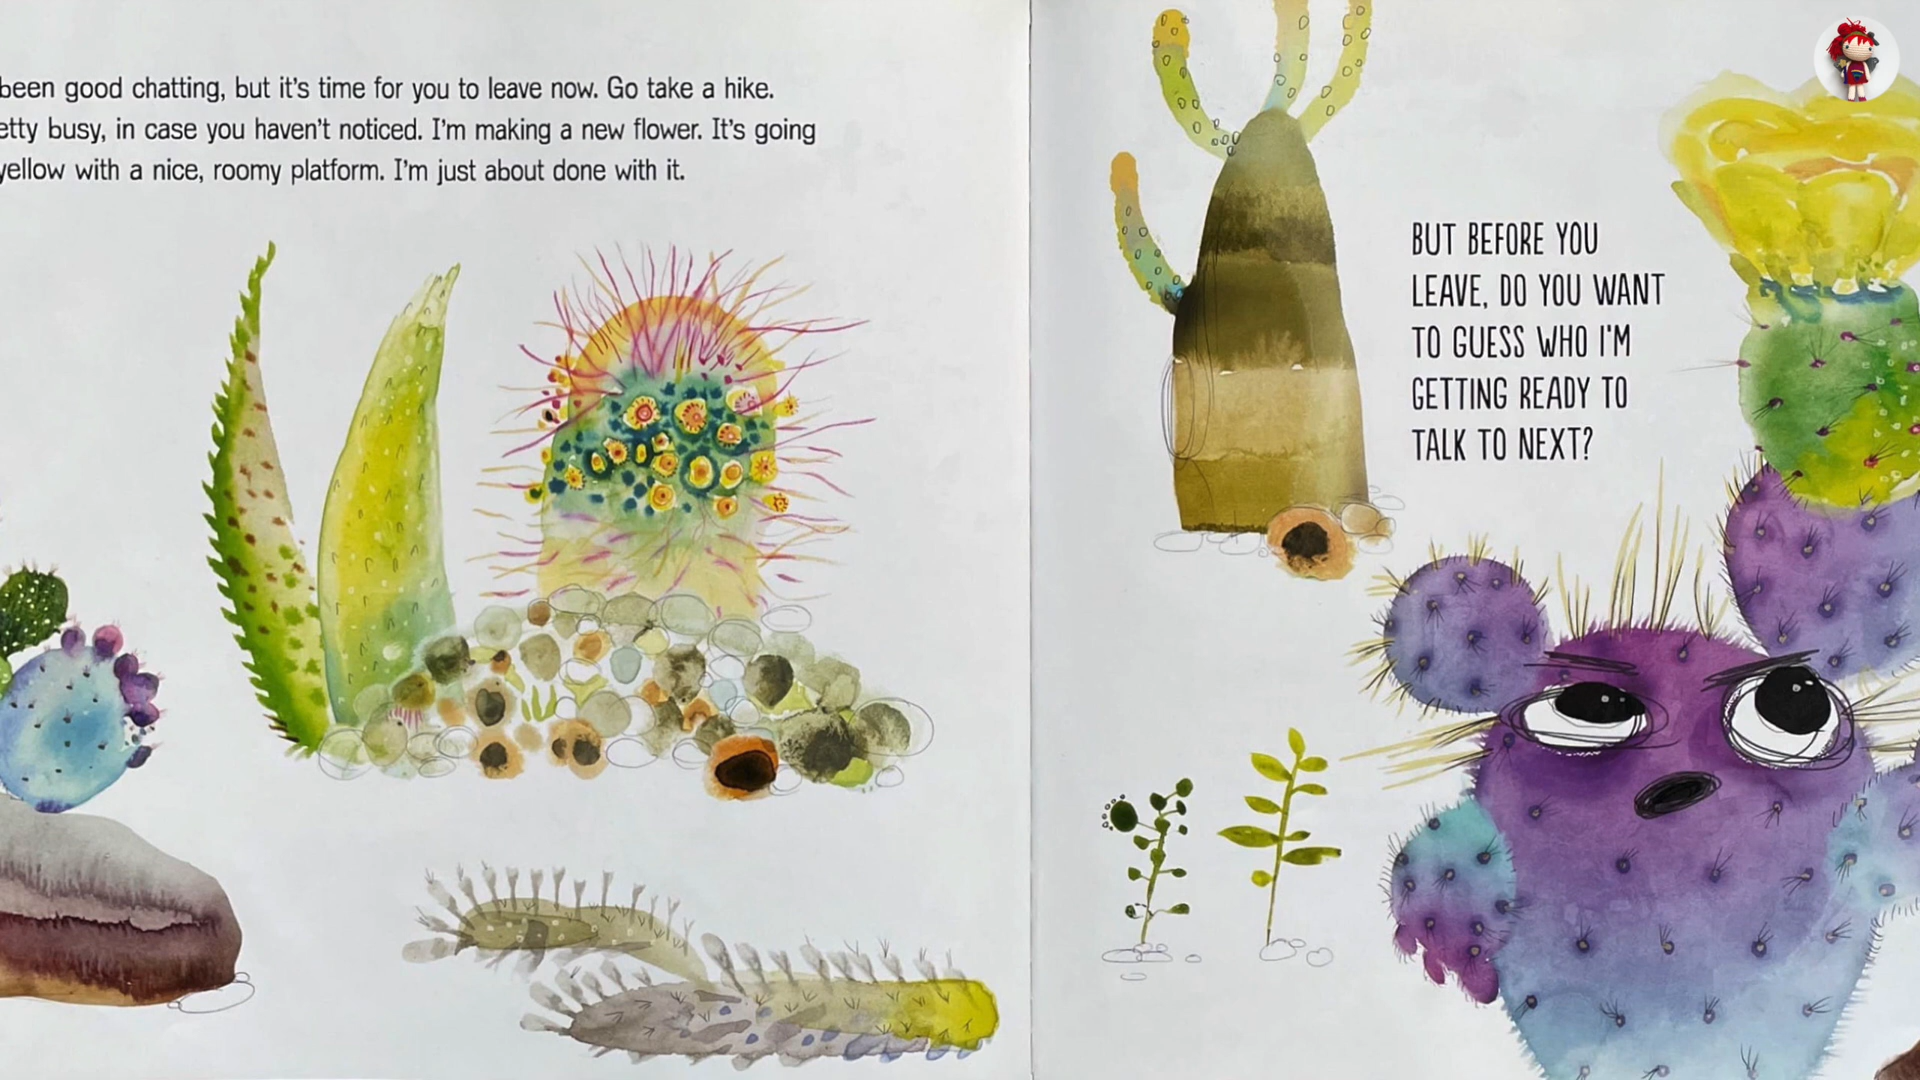 been good chatting, but it's time for you to leave now. Go take a hike.
etty busy, in case you haven't noticed. I'm making a new flower. It's going
yellow with a nice, roomy platform. I'm just about done with it.
BUT BEFORE YOU
LEAVE, DO YOU WANT
TO GUESS WHO I'M
GETTING READY TO
TALK TO NEXT?